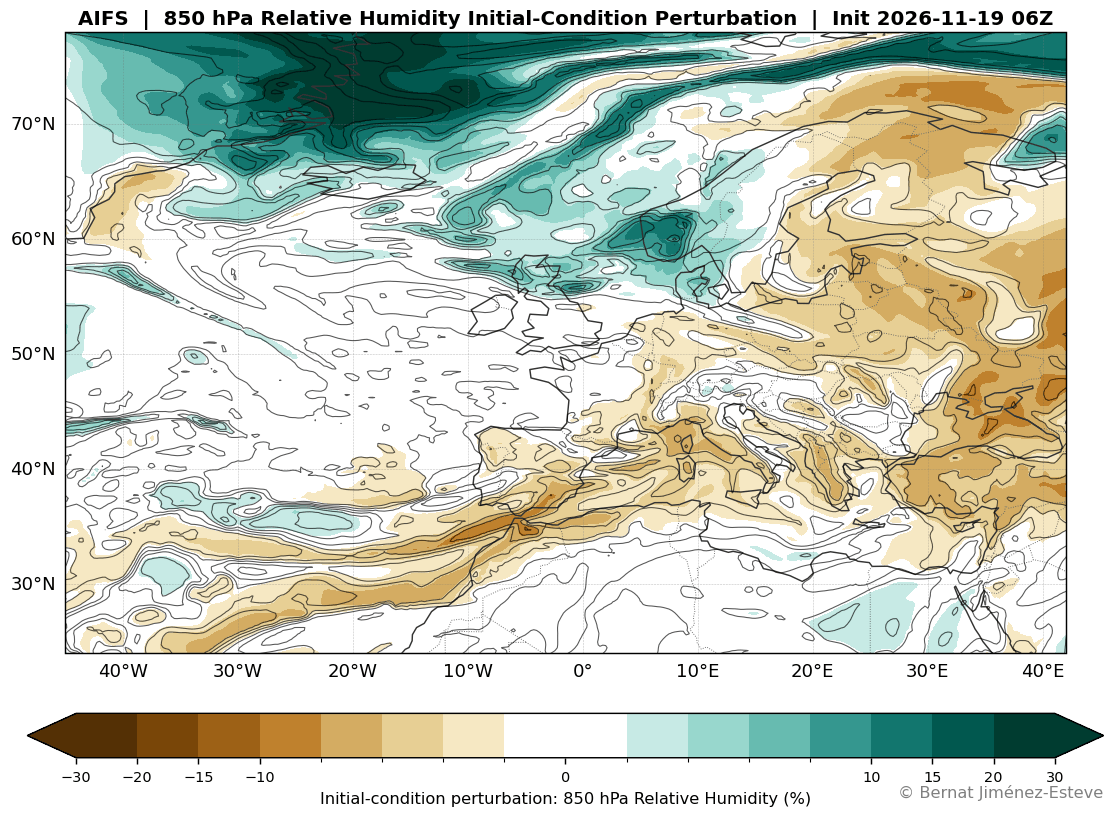 AIFS | 850 hPa Relative Humidity Initial-Condition Perturbation | Init 2026-11-19 06Z
70°N
60°N
50°N
40°N
30°N
40°W 30°W 20°W 10°W 0° 10°E 20°E 30°E 40°E
−30 −20 −15 −10 0 10 15 20 30
Initial-condition perturbation: 850 hPa Relative Humidity (%)
© Bernat Jiménez-Esteve